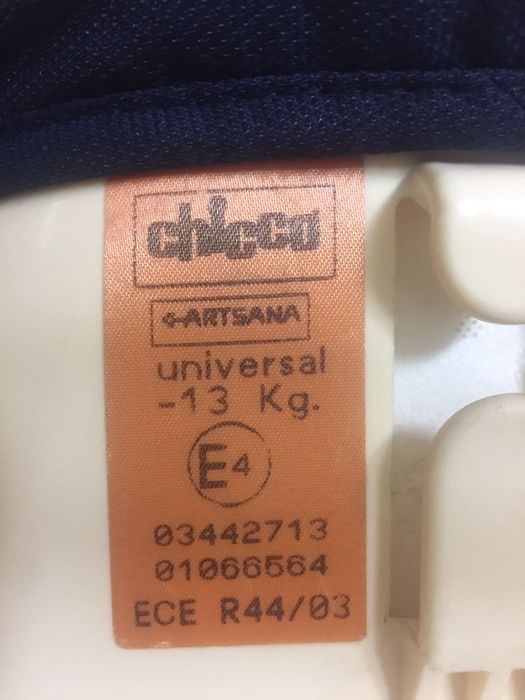 chicco
ARTSANA
universal
-13 Kg.
E4
03442713
01066564
ECE R44/03